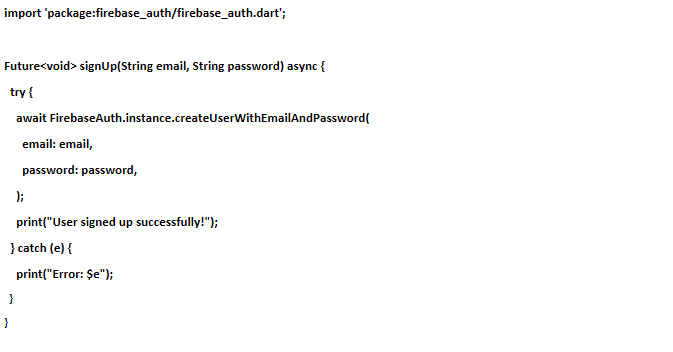 import 'package:firebase_auth/firebase_auth.dart';
Future<void> signUp(String email, String password) async {
try {
await FirebaseAuth.instance.createUserWithEmailAndPassword(
email: email,
password: password,
);
print("User signed up successfully!");
} catch (e) {
print("Error: $e");
}
}